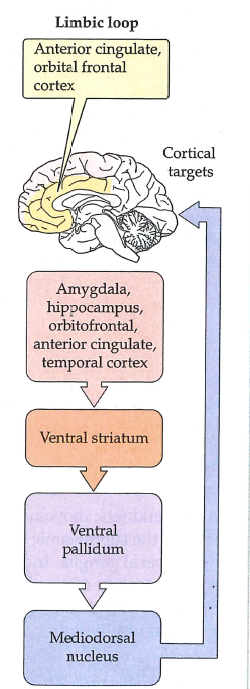 Limbic loop
Anterior cingulate,
orbital frontal
cortex
Cortical
targets
Amygdala,
hippocampus,
orbitofrontal,
anterior cingulate,
temporal cortex
Ventral striatum
Ventral
pallidum
Mediodorsal
nucleus